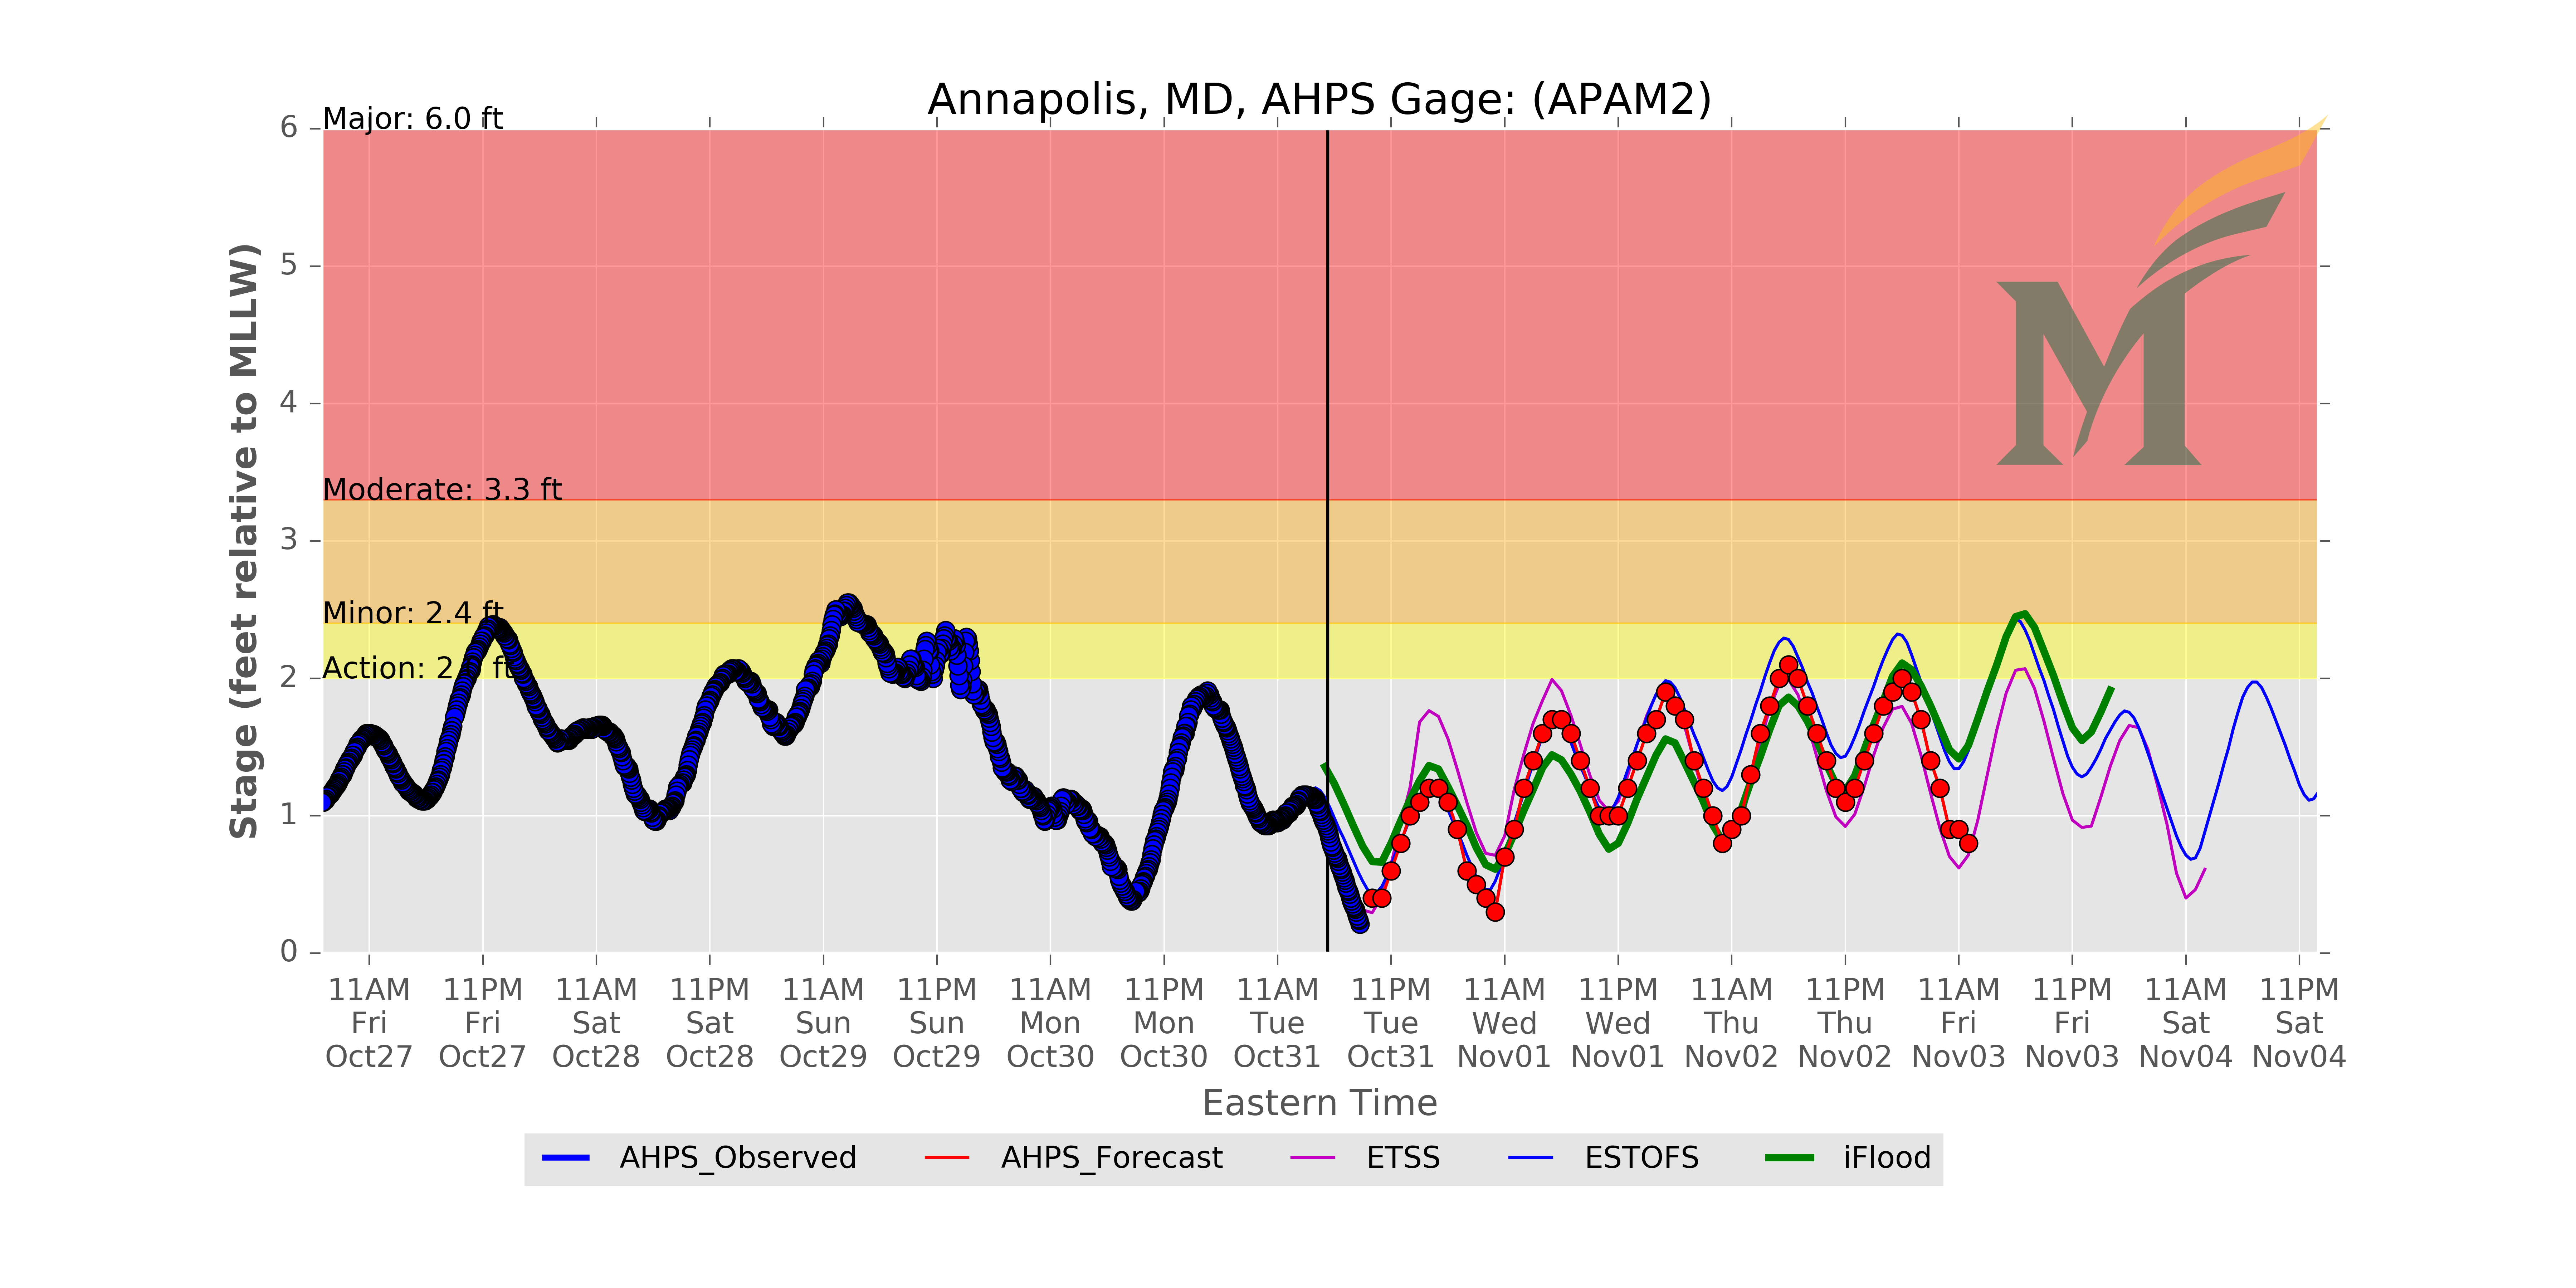 Annapolis, MD, AHPS Gage: (APAM2)
Major: 6.0 ft
Moderate: 3.3 ft
Minor: 2.4 ft
Action: 2 ft
6
5
4
3
2
1
0
Stage (feet relative to MLLW)
11AM 11PM 11AM 11PM 11AM 11PM 11AM 11PM 11AM 11PM 11AM 11PM 11AM 11PM 11AM 11PM 11AM 11PM
Fri Fri Sat Sat Sun Sun Mon Mon Tue Tue Wed Wed Thu Thu Fri Fri Sat Sat
Oct27 Oct27 Oct28 Oct28 Oct29 Oct29 Oct30 Oct30 Oct31 Oct31 Nov01 Nov01 Nov02 Nov02 Nov03 Nov03 Nov04 Nov04
Eastern Time
AHPS_Observed AHPS_Forecast ETSS ESTOFS iFlood